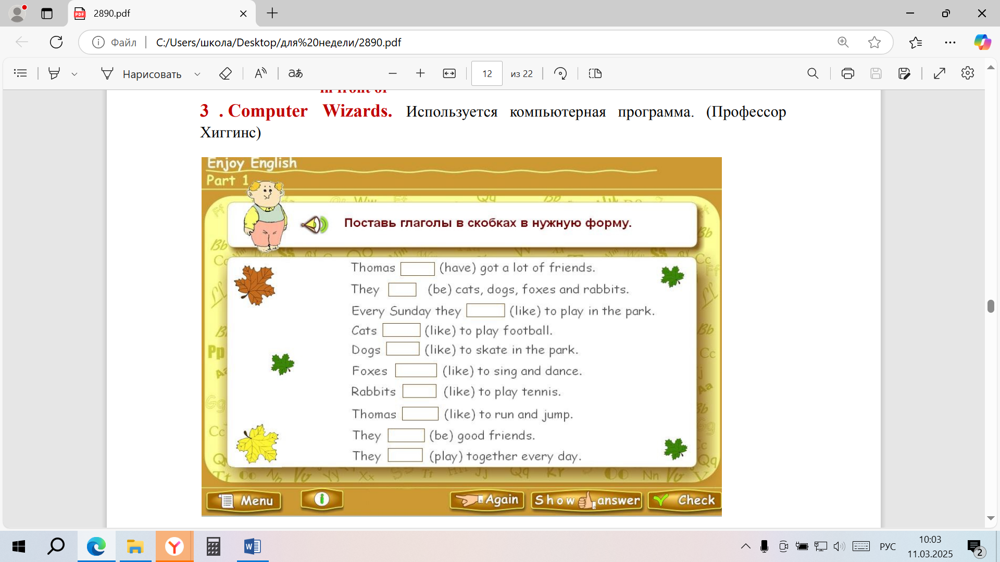 2890.pdf
Файл
C:/Users/школа/Desktop/для%20недели/2890.pdf
Нарисовать
12
из 22
in front of
3 . Computer Wizards. Используется компьютерная программа. (Профессор
Хиггинс)
Enjoy English
Part 1
Поставь глаголы в скобках в нужную форму.
Thomas (have) got a lot of friends.
They (be) cats, dogs, foxes and rabbits.
Every Sunday they (like) to play in the park.
Cats (like) to play football.
Dogs (like) to skate in the park.
Foxes (like) to sing and dance.
Rabbits (like) to play tennis.
Thomas (like) to run and jump.
They (be) good friends.
They (play) together every day.
Menu
Again
Show answer
Check
РУС
10:03
11.03.2025
2